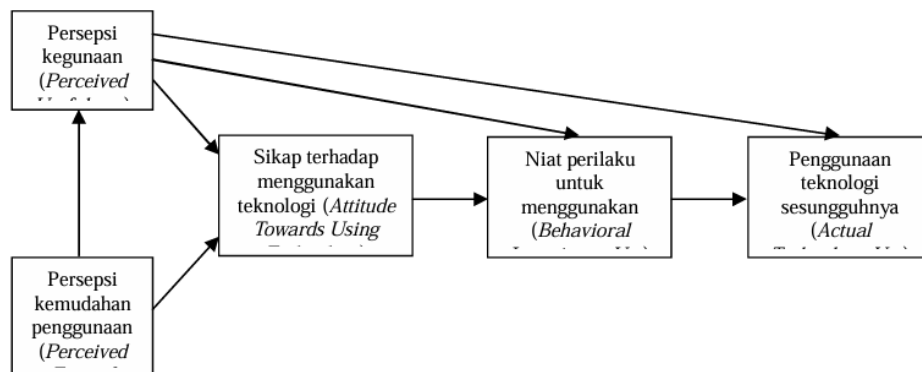 Persepsi
kegunaan
(Perceived
Sikap terhadap
menggunakan
teknologi (Attitude
Towards Using
Niat perilaku
untuk
menggunakan
(Behavioral
Penggunaan
teknologi
sesungguhnya
(Actual
Persepsi
kemudahan
penggunaan
(Perceived